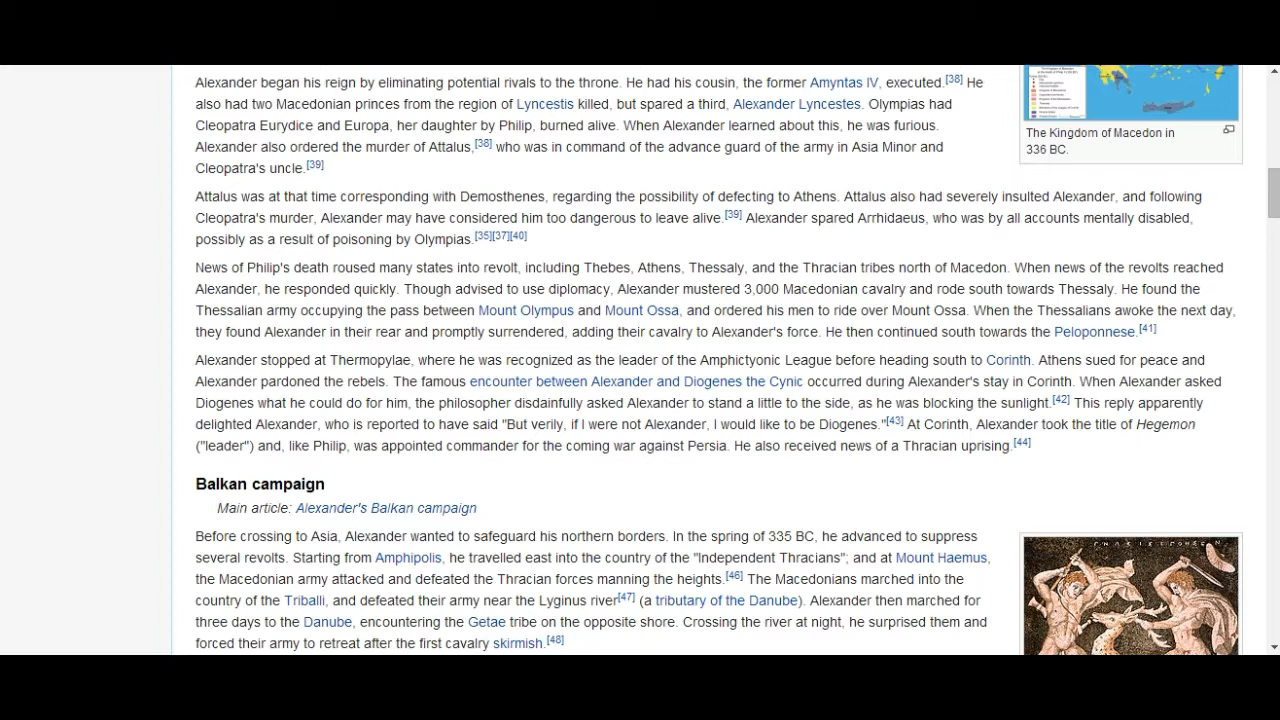 Alexander began his reign by eliminating potential rivals to the throne. He had his cousin, the former Amyntas IV, executed.[38] He
also had two Macedonian princes from the region of Lyncestis killed, but spared a third, Alexander Lyncestes. Olympias had
Cleopatra Eurydice and Europa, her daughter by Philip, burned alive. When Alexander learned about this, he was furious.
Alexander also ordered the murder of Attalus,[38] who was in command of the advance guard of the army in Asia Minor and
Cleopatra's uncle.[39]
The Kingdom of Macedon in
336 BC.
Attalus was at that time corresponding with Demosthenes, regarding the possibility of defecting to Athens. Attalus also had severely insulted Alexander, and following
Cleopatra's murder, Alexander may have considered him too dangerous to leave alive.[39] Alexander spared Arrhidaeus, who was by all accounts mentally disabled,
possibly as a result of poisoning by Olympias.[35][37][40]
News of Philip's death roused many states into revolt, including Thebes, Athens, Thessaly, and the Thracian tribes north of Macedon. When news of the revolts reached
Alexander, he responded quickly. Though advised to use diplomacy, Alexander mustered 3,000 Macedonian cavalry and rode south towards Thessaly. He found the
Thessalian army occupying the pass between Mount Olympus and Mount Ossa, and ordered his men to ride over Mount Ossa. When the Thessalians awoke the next day,
they found Alexander in their rear and promptly surrendered, adding their cavalry to Alexander's force. He then continued south towards the Peloponnese.[41]
Alexander stopped at Thermopylae, where he was recognized as the leader of the Amphictyonic League before heading south to Corinth. Athens sued for peace and
Alexander pardoned the rebels. The famous encounter between Alexander and Diogenes the Cynic occurred during Alexander's stay in Corinth. When Alexander asked
Diogenes what he could do for him, the philosopher disdainfully asked Alexander to stand a little to the side, as he was blocking the sunlight.[42] This reply apparently
delighted Alexander, who is reported to have said "But verily, if I were not Alexander, I would like to be Diogenes."[43] At Corinth, Alexander took the title of Hegemon
("leader") and, like Philip, was appointed commander for the coming war against Persia. He also received news of a Thracian uprising.[44]
Balkan campaign
Main article: Alexander's Balkan campaign
Before crossing to Asia, Alexander wanted to safeguard his northern borders. In the spring of 335 BC, he advanced to suppress
several revolts. Starting from Amphipolis, he travelled east into the country of the "Independent Thracians"; and at Mount Haemus,
the Macedonian army attacked and defeated the Thracian forces manning the heights.[46] The Macedonians marched into the
country of the Triballi, and defeated their army near the Lyginus river[47] (a tributary of the Danube). Alexander then marched for
three days to the Danube, encountering the Getae tribe on the opposite shore. Crossing the river at night, he surprised them and
forced their army to retreat after the first cavalry skirmish.[48]